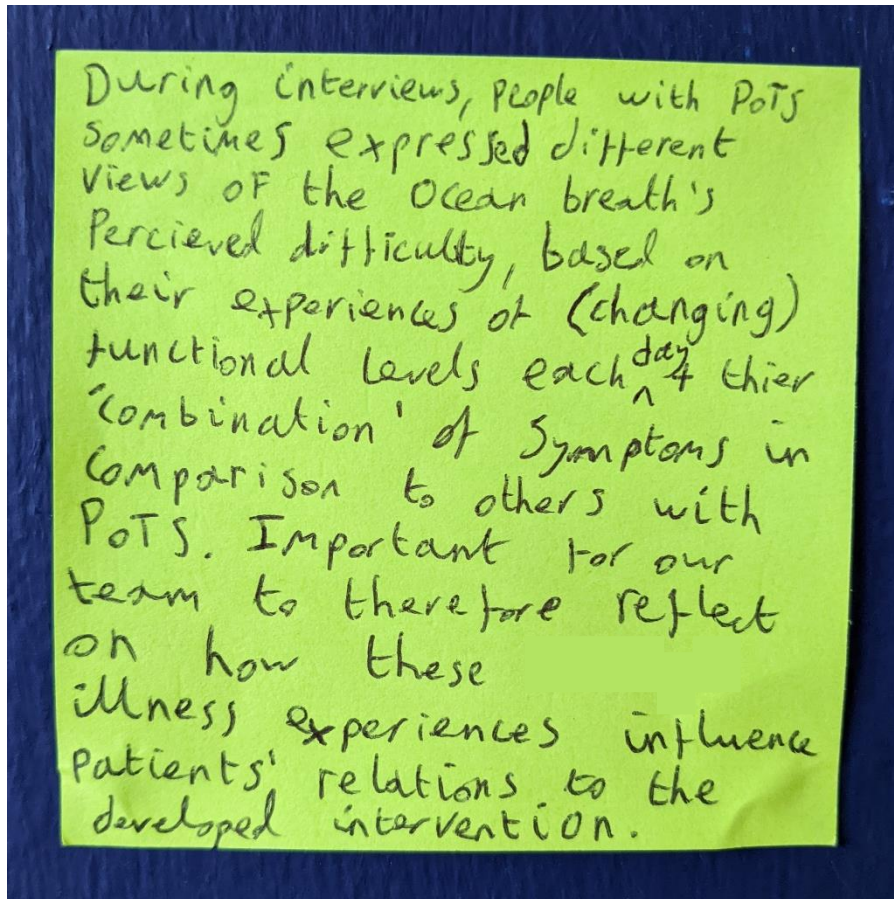 During interviews, people with PoTS
sometimes expressed different
views of the Ocean breath's
Percieved difficulty, based on
their experiences of (changing)
functional levels each day & thier
'combination' of symptoms in
comparison to others with
PoTS. Important for our
team to therefore reflect
on how these
illness experiences influence
patients' relations to the
developed intervention.